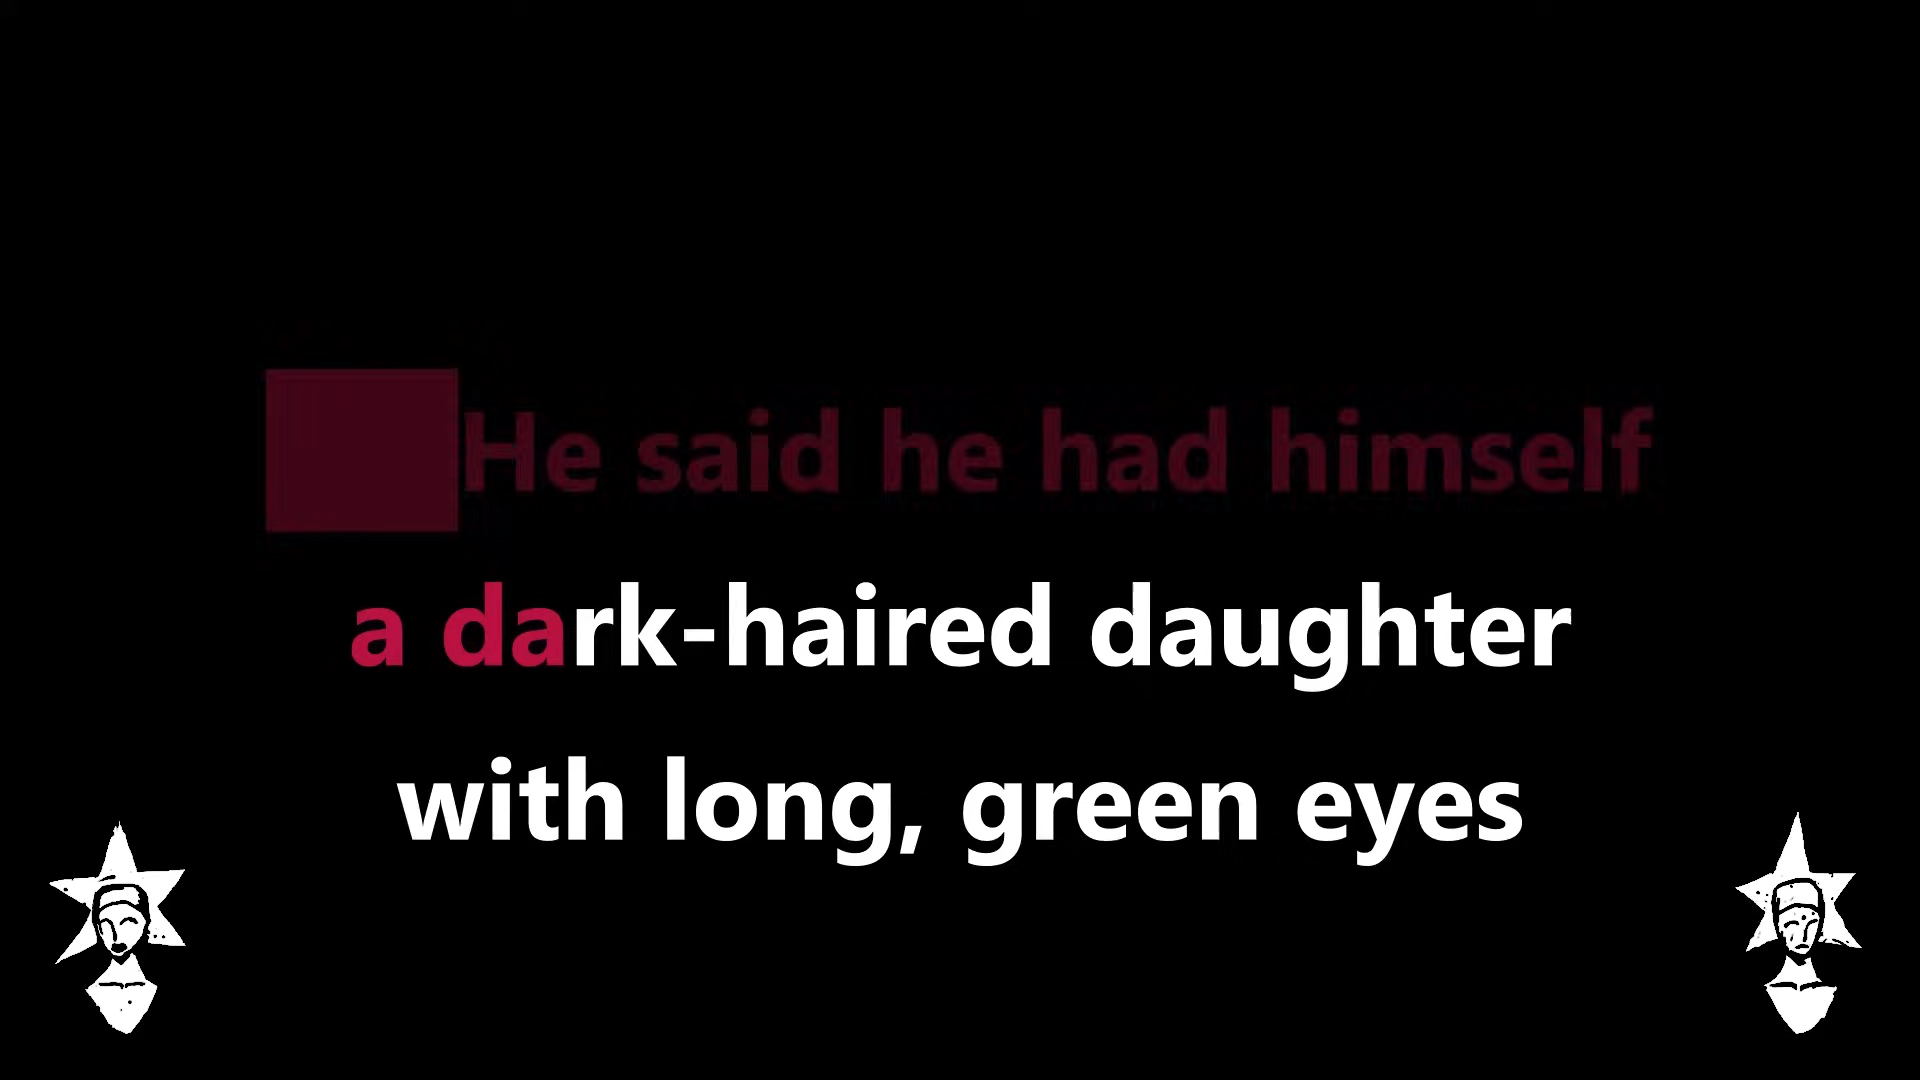 He said he had himself
a dark-haired daughter
with long, green eyes